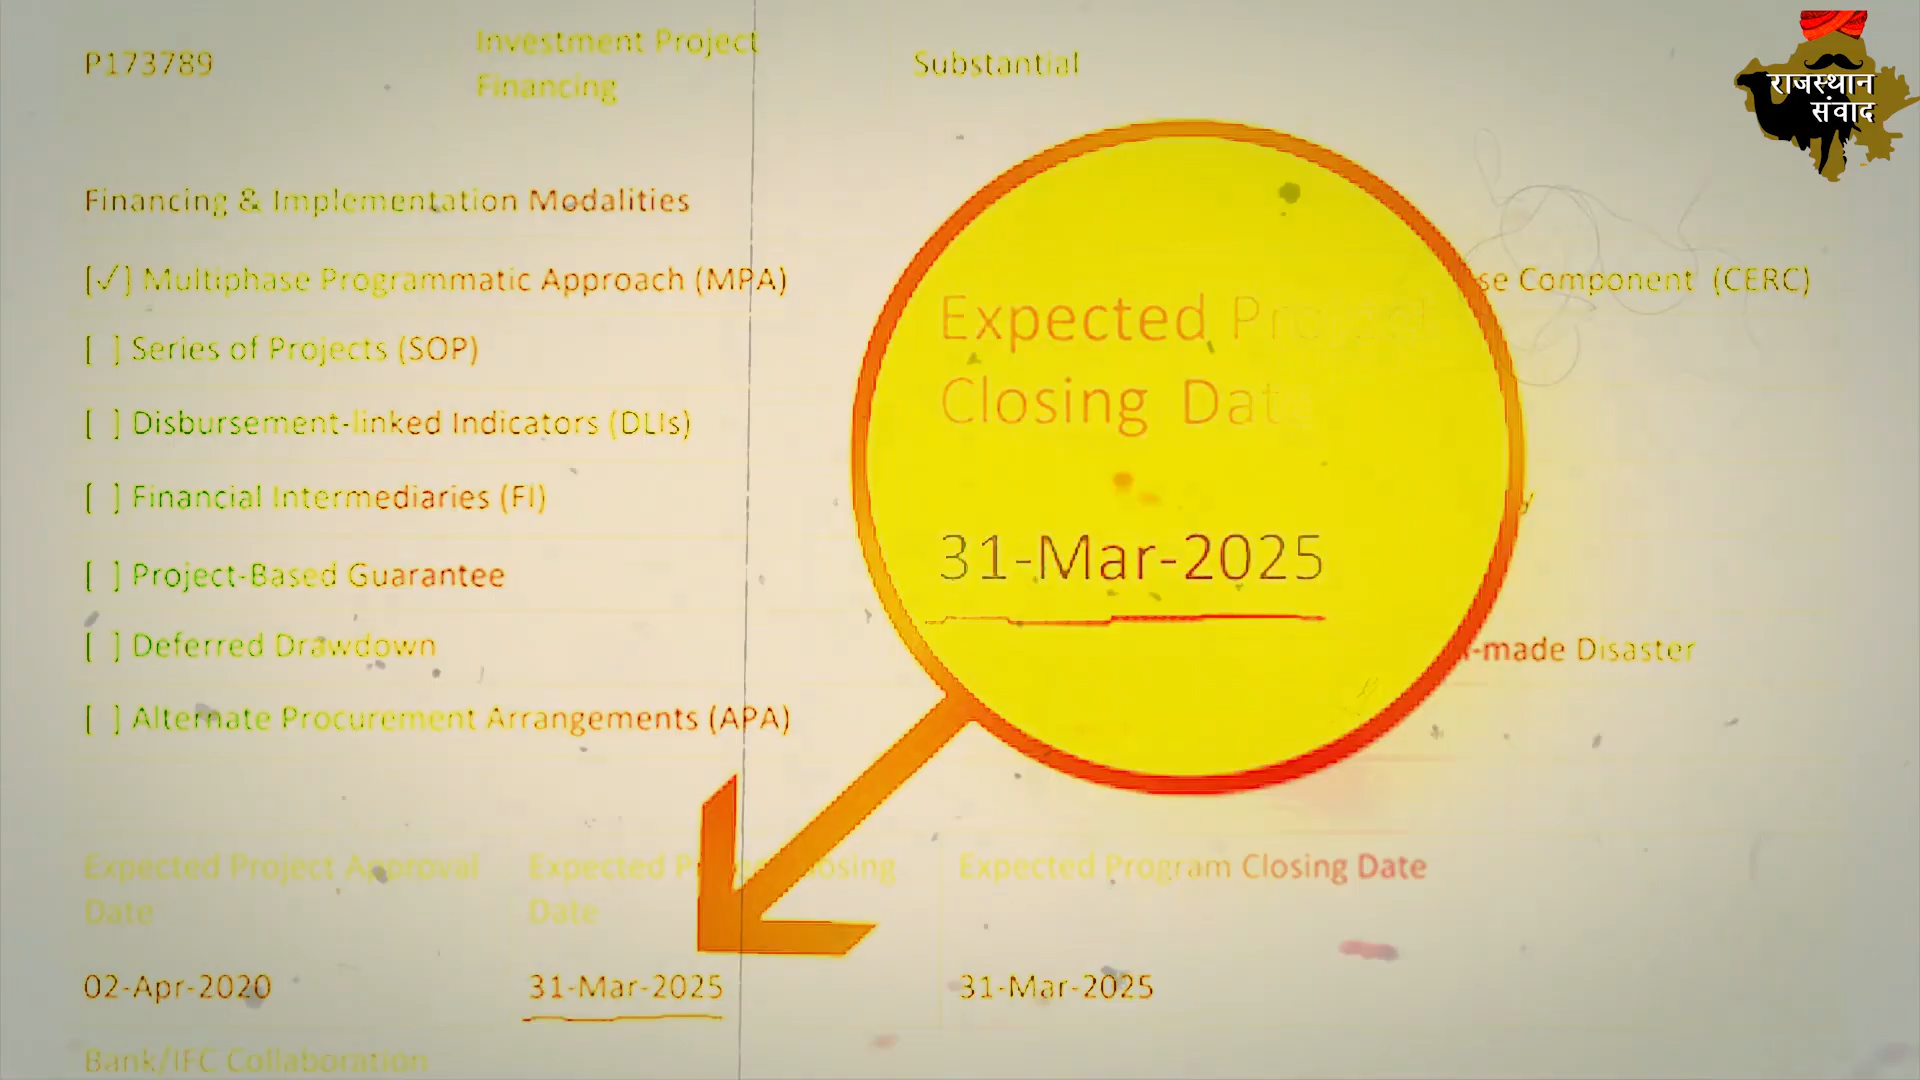 राजस्थान
संवाद
P173789
Investment Project
Financing
Substantial
Financing & Implementation Modalities
[✓] Multiphase Programmatic Approach (MPA)
[ ] Series of Projects (SOP)
[ ] Disbursement-linked Indicators (DLIs)
[ ] Financial Intermediaries (FI)
[ ] Project-Based Guarantee
[ ] Deferred Drawdown
[ ] Alternate Procurement Arrangements (APA)
Component (CERC)
-made Disaster
Expected Project
Closing Date
31-Mar-2025
Expected Project Approval
Date
02-Apr-2020
Expected
Date
31-Mar-2025
Expected Program Closing Date
31-Mar-2025
Bank/IFC Collaboration